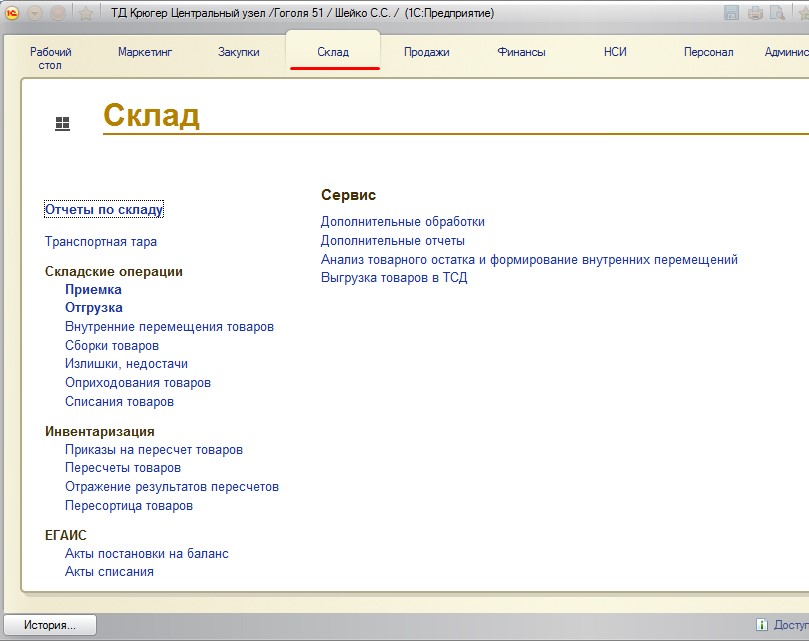 ТД Крюгер Центральный узел /Гоголя 51 / Шейко С.С. / (1С:Предприятие)
Рабочий стол
Маркетинг
Закупки
Склад
Продажи
Финансы
НСИ
Персонал
Админис
Склад
Отчеты по складу
Транспортная тара
Складские операции
Приемка
Отгрузка
Внутренние перемещения товаров
Сборки товаров
Излишки, недостачи
Оприходования товаров
Списания товаров
Инвентаризация
Приказы на пересчет товаров
Пересчеты товаров
Отражение результатов пересчетов
Пересортица товаров
ЕГАИС
Акты постановки на баланс
Акты списания
Сервис
Дополнительные обработки
Дополнительные отчеты
Анализ товарного остатка и формирование внутренних перемещений
Выгрузка товаров в ТСД
История...
Доступ